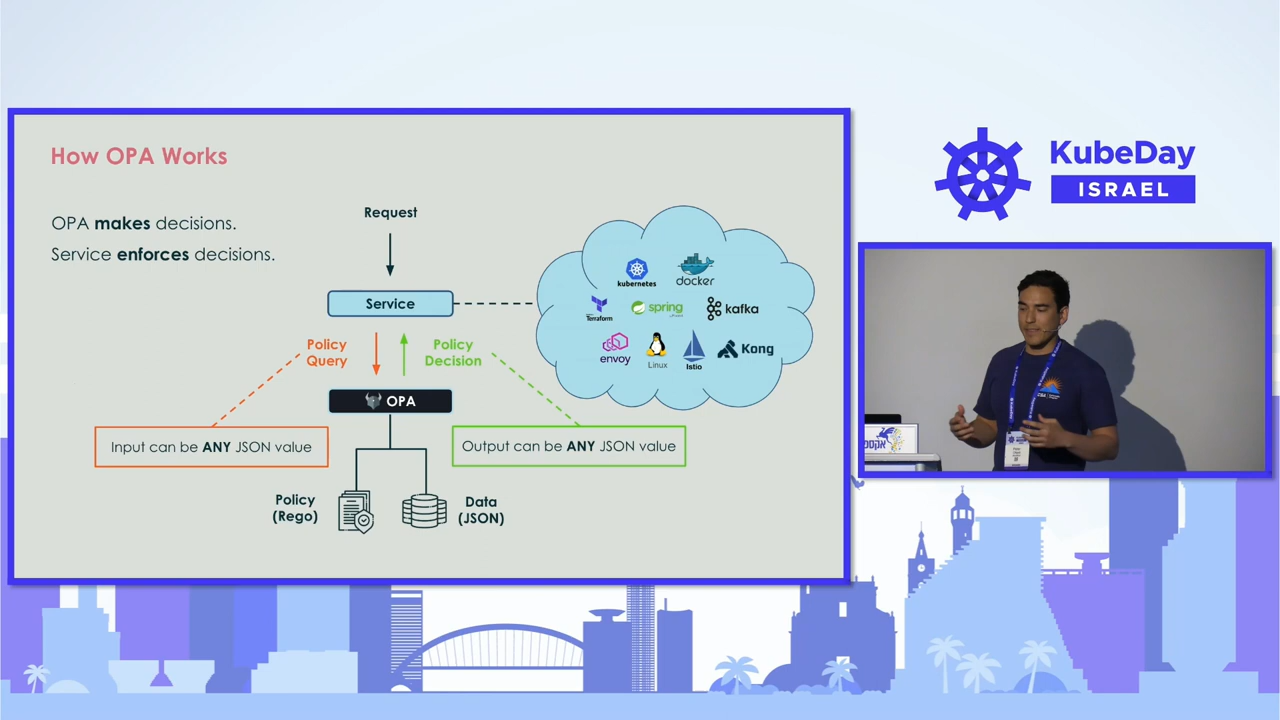 How OPA Works
OPA makes decisions.
Service enforces decisions.
Request
Service
Policy
Query
Policy
Decision
OPA
Input can be ANY JSON value
Output can be ANY JSON value
Policy
(Rego)
Data
(JSON)
kubernetes
docker
Terraform
spring
kafka
envoy
Linux
Istio
Kong
KubeDay
ISRAEL